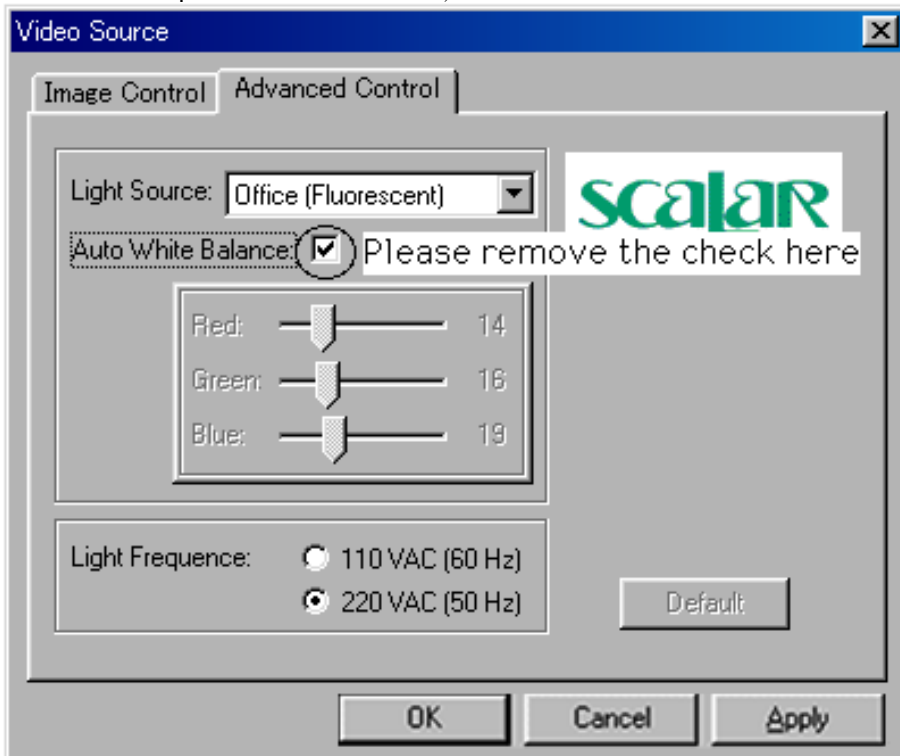 Video Source
Image Control Advanced Control
Light Source: Office (Fluorescent)
scalar
Auto White Balance: Please remove the check here
Red: 14
Green: 16
Blue: 19
Light Frequence: 110 VAC (60 Hz)
220 VAC (50 Hz)
Default
OK Cancel Apply